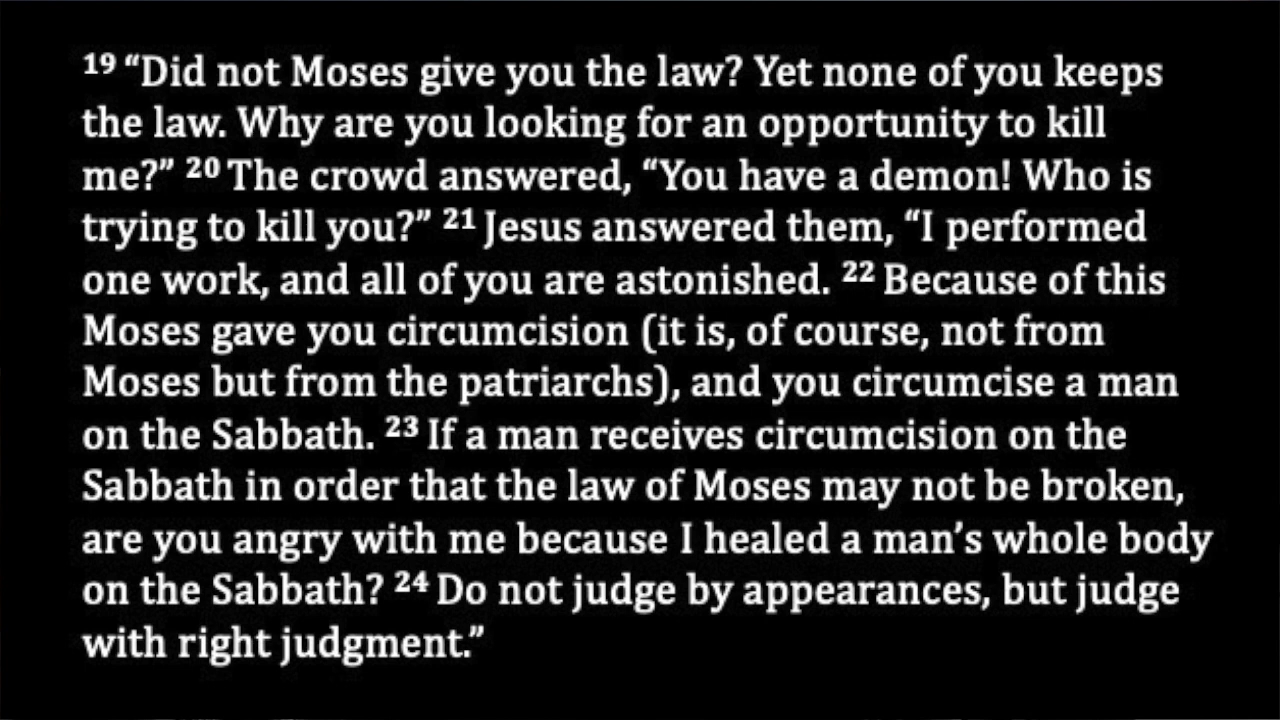 19 “Did not Moses give you the law? Yet none of you keeps
the law. Why are you looking for an opportunity to kill
me?” 20 The crowd answered, “You have a demon! Who is
trying to kill you?” 21 Jesus answered them, “I performed
one work, and all of you are astonished. 22 Because of this
Moses gave you circumcision (it is, of course, not from
Moses but from the patriarchs), and you circumcise a man
on the Sabbath. 23 If a man receives circumcision on the
Sabbath in order that the law of Moses may not be broken,
are you angry with me because I healed a man’s whole body
on the Sabbath? 24 Do not judge by appearances, but judge
with right judgment.”